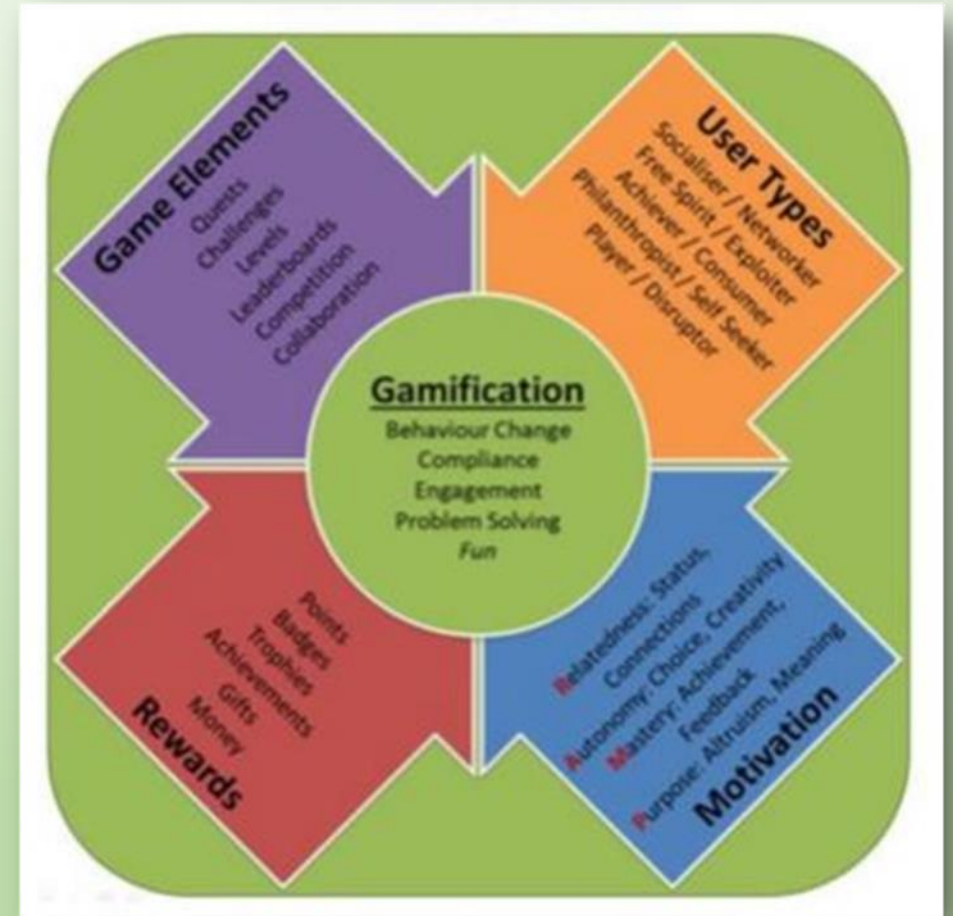 Game Elements
Quests
Challenges
Levels
Leaderboards
Competition
Collaboration
User Types
Socialiser / Networker
Free Spirit / Exploiter
Achiever / Consumer
Philanthropist / Self Seeker
Player / Disruptor
Gamification
Behaviour Change
Compliance
Engagement
Problem Solving
Fun
Points
Badges
Trophies
Achievements
Gifts
Money
Rewards
Relatedness: Status,
Connections
Autonomy: Choice, Creativity
Mastery: Achievement,
Feedback
Purpose: Altruism, Meaning
Motivation